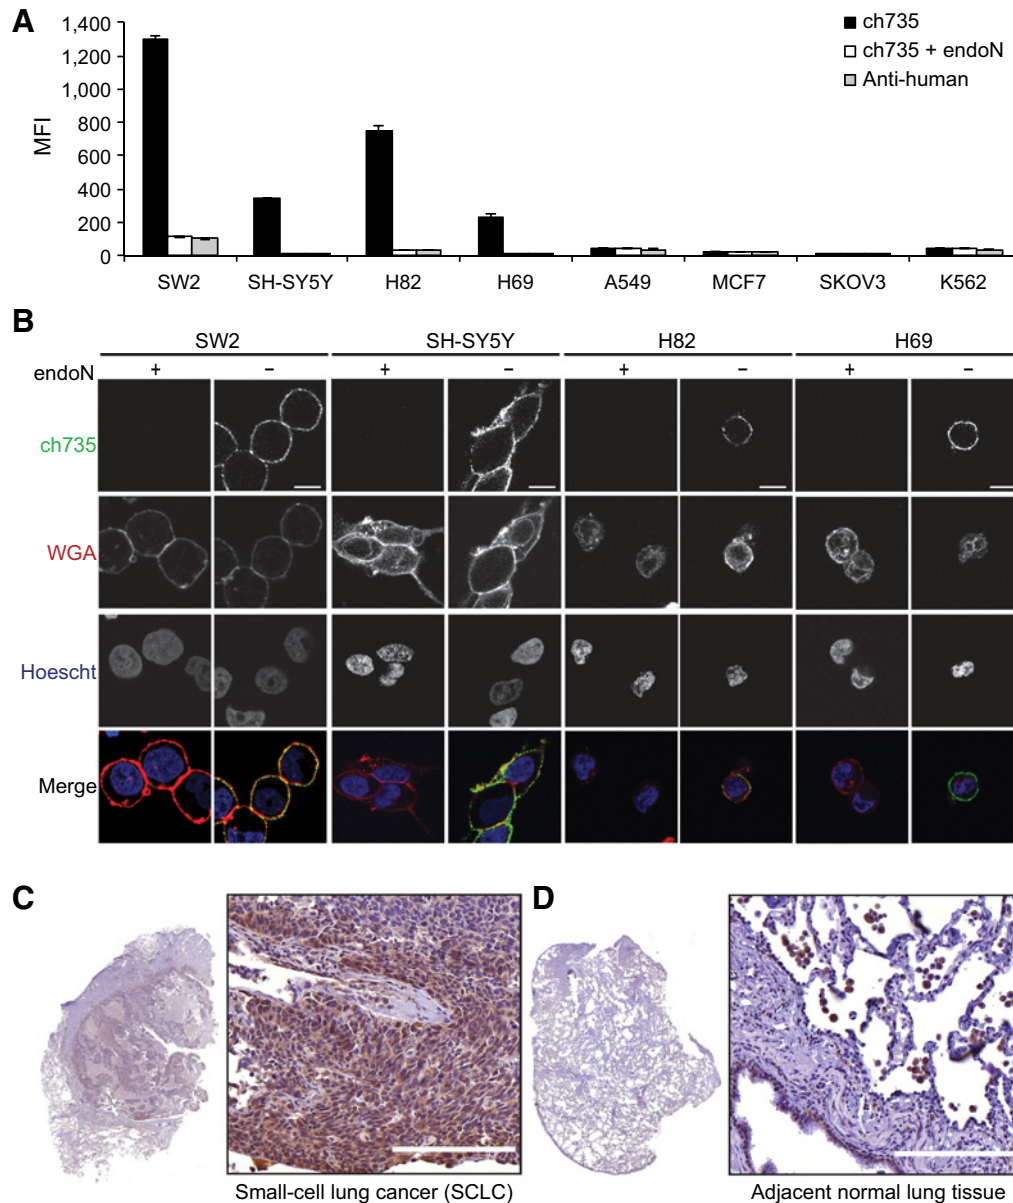 A
1,400
1,200
1,000
800
600
400
200
0
MFI
ch735
ch735 + endoN
Anti-human
SW2 SH-SY5Y H82 H69 A549 MCF7 SKOV3 K562
B
SW2 SH-SY5Y H82 H69
endoN + − + − + − + −
ch735
WGA
Hoescht
Merge
C
D
Small-cell lung cancer (SCLC)
Adjacent normal lung tissue